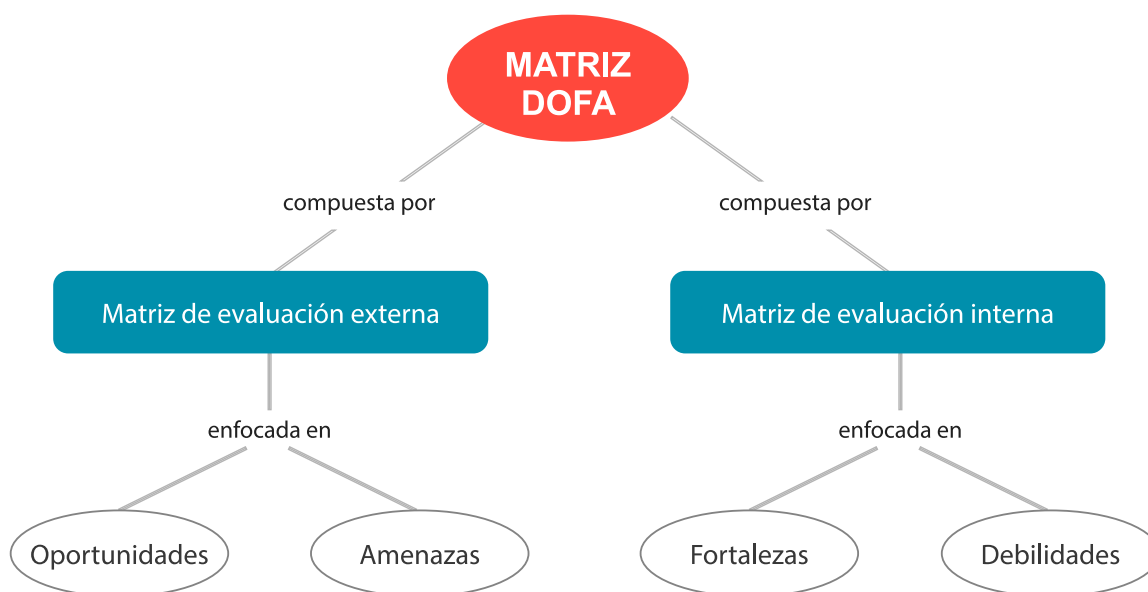 MATRIZ
DOFA
compuesta por
compuesta por
Matriz de evaluación externa
Matriz de evaluación interna
enfocada en
enfocada en
Oportunidades
Amenazas
Fortalezas
Debilidades